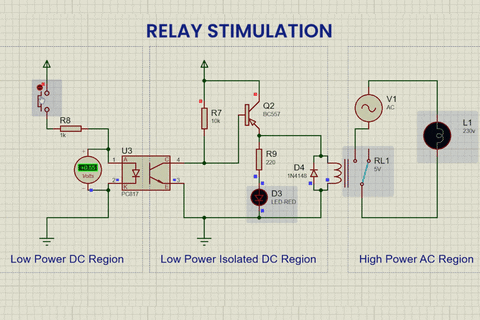 RELAY STIMULATION
R8
1k
U3
1
2
A
K
C
E
4
3
PC817
Volts
R7
10k
Q2
BC557
R9
220
D3
LED-RED
D4
1N4148
V1
AC
RL1
5V
L1
230v
Low Power DC Region
Low Power Isolated DC Region
High Power AC Region